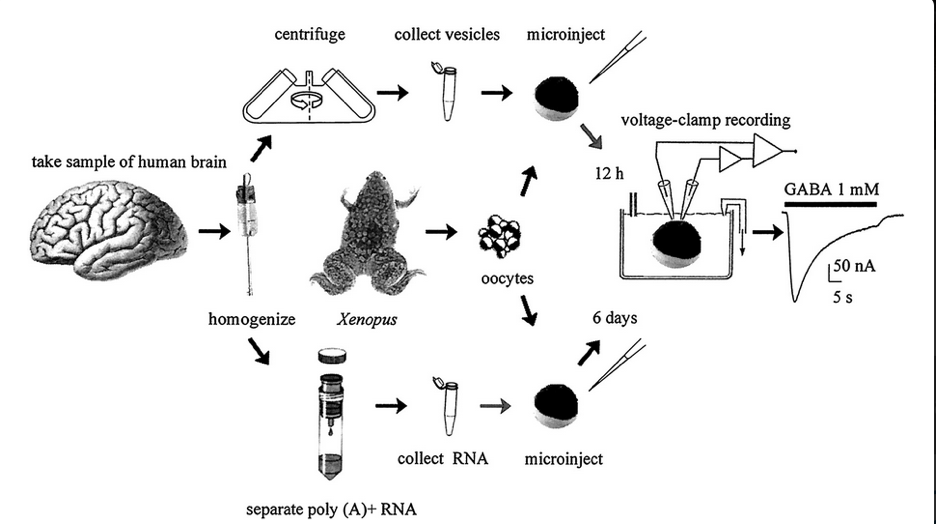 centrifuge
collect vesicles
microinject
voltage-clamp recording
take sample of human brain
12 h
GABA 1 mM
50 nA
5 s
oocytes
homogenize
Xenopus
6 days
collect RNA
microinject
separate poly (A)+ RNA